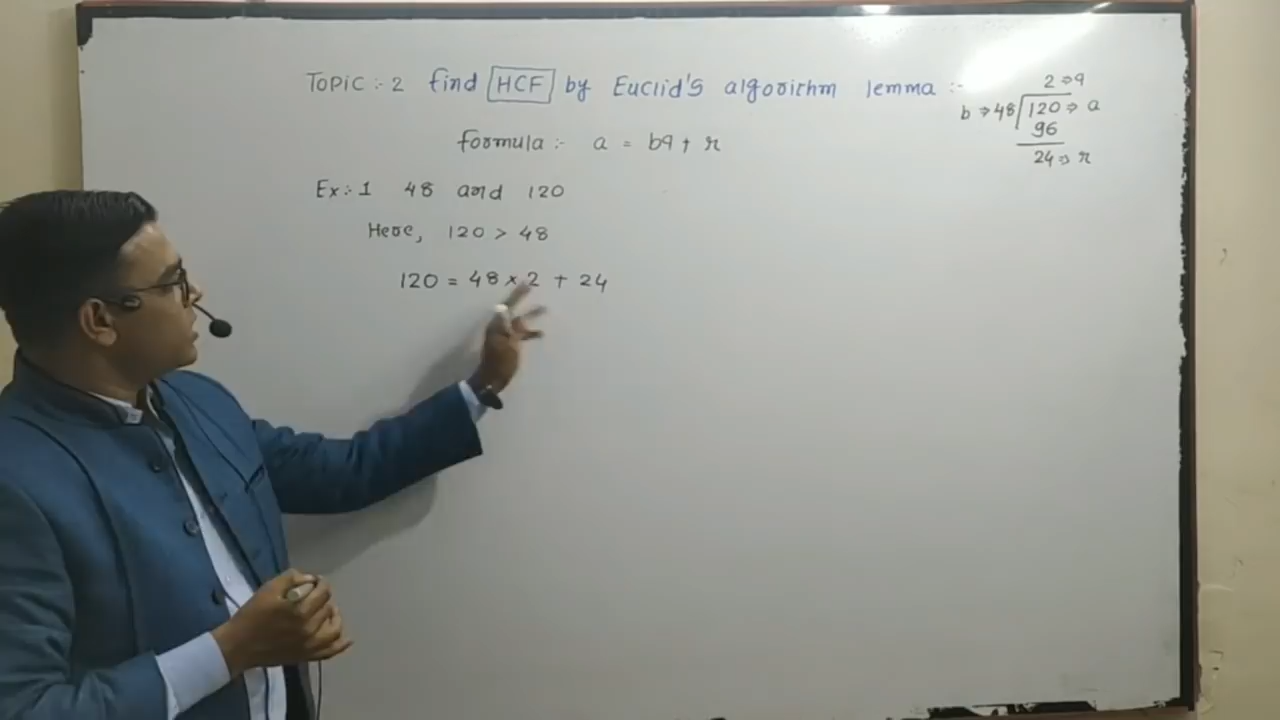 TOPIC :- 2 find HCF by Euclid's algorithm lemma :-
formula :- a = bq + r
Ex:- 1 48 and 120
Here, 120 > 48
120 = 48 × 2 + 24
2 ⇒ q
b ⇒ 48 120 ⇒ a
96
24 ⇒ r